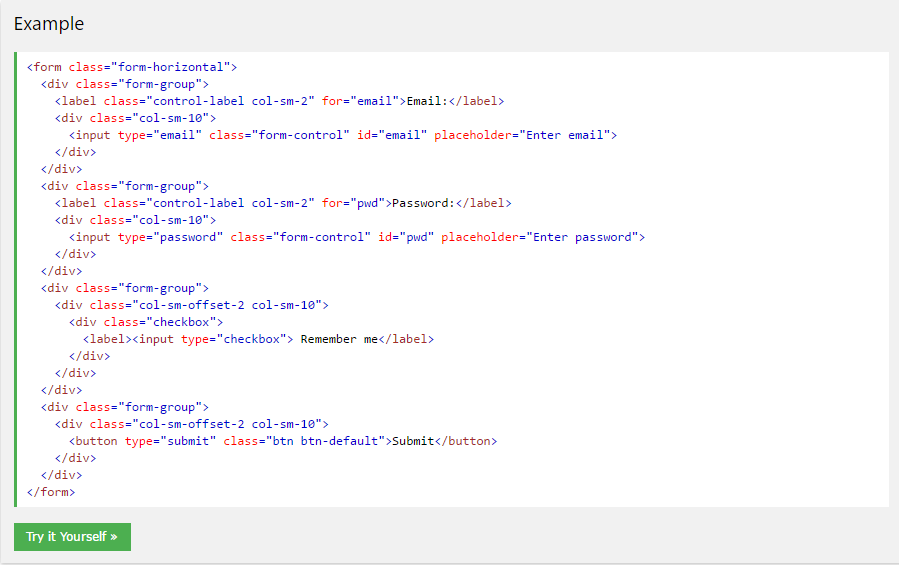 Example
<form class="form-horizontal">
  <div class="form-group">
    <label class="control-label col-sm-2" for="email">Email:</label>
    <div class="col-sm-10">
      <input type="email" class="form-control" id="email" placeholder="Enter email">
    </div>
  </div>
  <div class="form-group">
    <label class="control-label col-sm-2" for="pwd">Password:</label>
    <div class="col-sm-10">
      <input type="password" class="form-control" id="pwd" placeholder="Enter password">
    </div>
  </div>
  <div class="form-group">
    <div class="col-sm-offset-2 col-sm-10">
      <div class="checkbox">
        <label><input type="checkbox"> Remember me</label>
      </div>
    </div>
  </div>
  <div class="form-group">
    <div class="col-sm-offset-2 col-sm-10">
      <button type="submit" class="btn btn-default">Submit</button>
    </div>
  </div>
</form>
Try it Yourself »